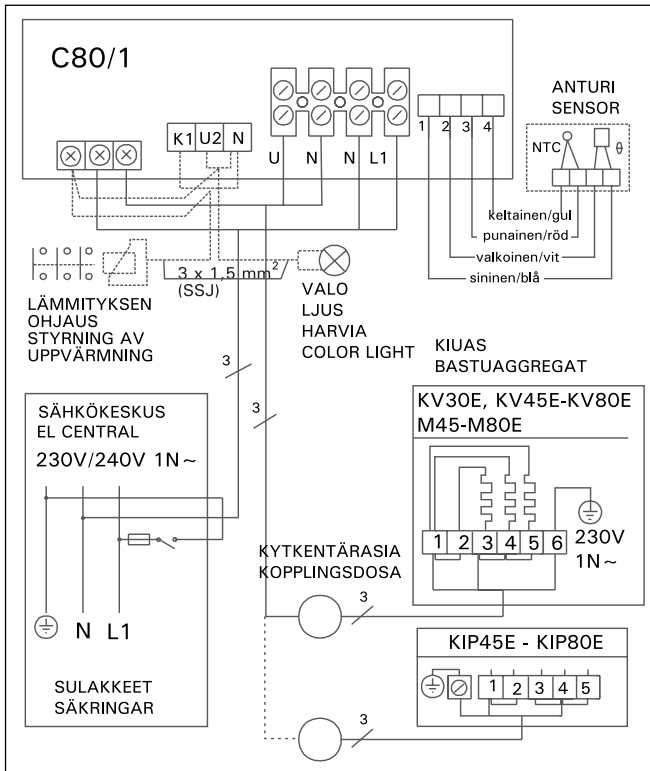 C80/1
K1 U2 N
U N N L1
1 2 3 4
ANTURI
SENSOR
NTC θ
keltainen/gul
punainen/röd
valkoinen/vit
sininen/blå
3 x 1,5 mm²
(SSJ)
LÄMMITYKSEN
OHJAUS
STYRNING AV
UPPVÄRMNING
VALO
LJUS
HARVIA
COLOR LIGHT
3
3
KIUAS
BASTUAGGREGAT
KV30E, KV45E-KV80E
M45-M80E
1 2 3 4 5 6
230V
1N~
SÄHKÖKESKUS
EL CENTRAL
230V/240V 1N~
N L1
SULAKKEET
SÄKRINGAR
KYTKENTÄRASIA
KOPPLINGSDOSA
3
KIP45E - KIP80E
1 2 3 4 5
3